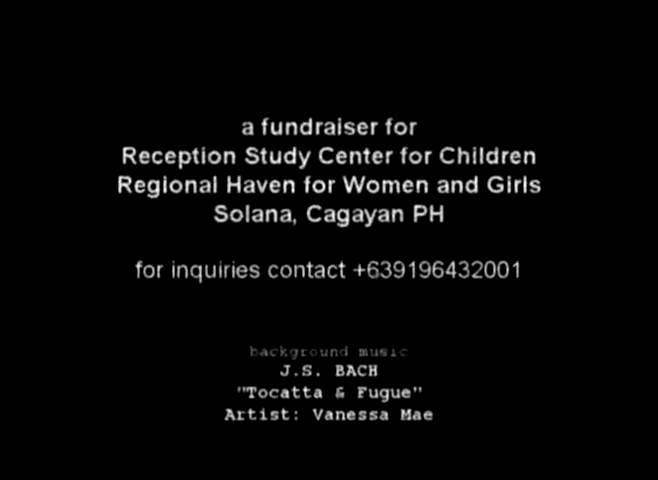 a fundraiser for
Reception Study Center for Children
Regional Haven for Women and Girls
Solana, Cagayan PH
for inquiries contact +639196432001
background music
J.S. BACH
"Tocatta & Fugue"
Artist: Vanessa Mae